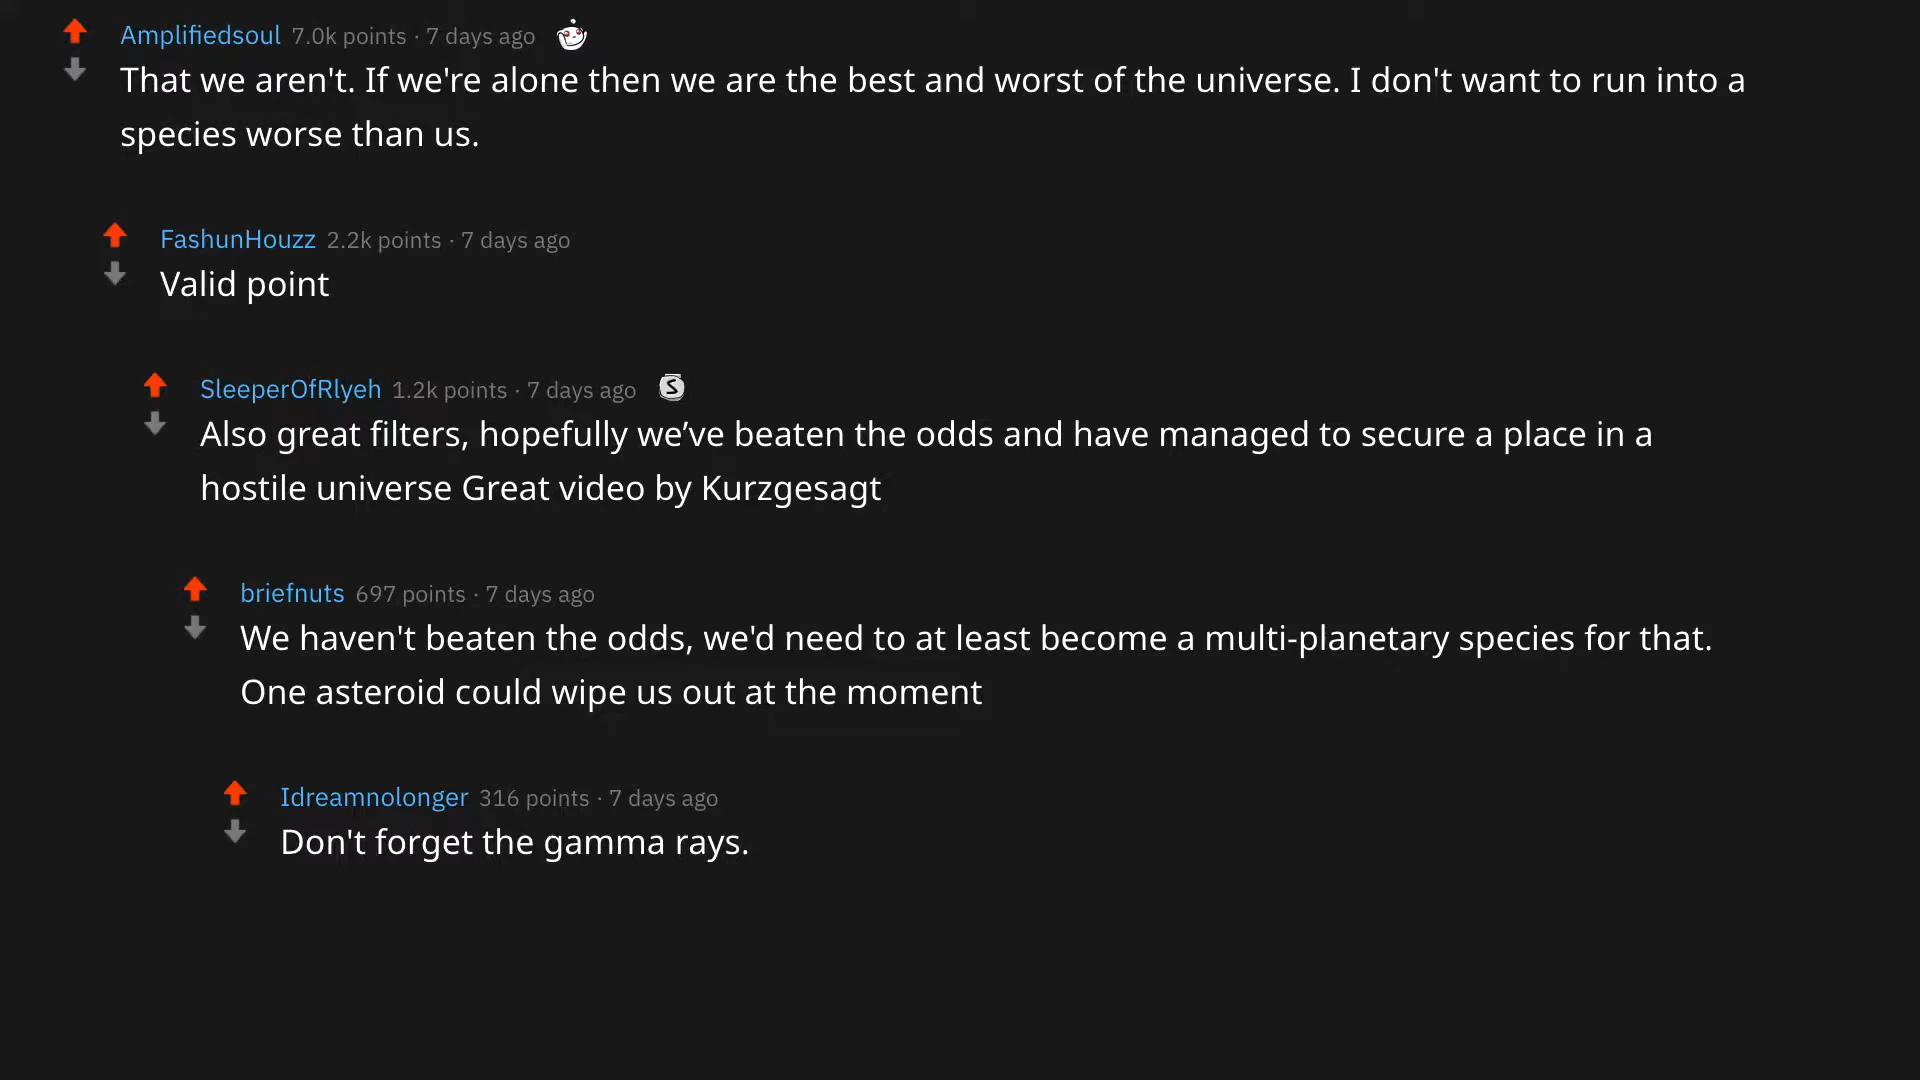 Amplifiedsoul 7.0k points · 7 days ago
That we aren't. If we're alone then we are the best and worst of the universe. I don't want to run into a
species worse than us.
FashunHouzz 2.2k points · 7 days ago
Valid point
SleeperOfRlyeh 1.2k points · 7 days ago S
Also great filters, hopefully we’ve beaten the odds and have managed to secure a place in a
hostile universe Great video by Kurzgesagt
briefnuts 697 points · 7 days ago
We haven't beaten the odds, we'd need to at least become a multi-planetary species for that.
One asteroid could wipe us out at the moment
Idreamnolonger 316 points · 7 days ago
Don't forget the gamma rays.